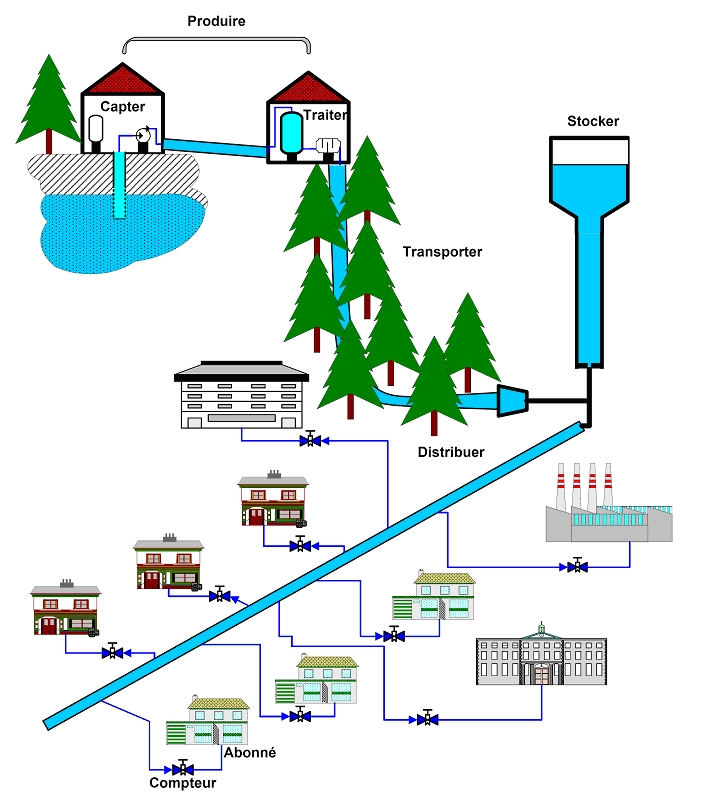 Produire
Capter
Traiter
Stocker
Transporter
Distribuer
Abonné
Compteur